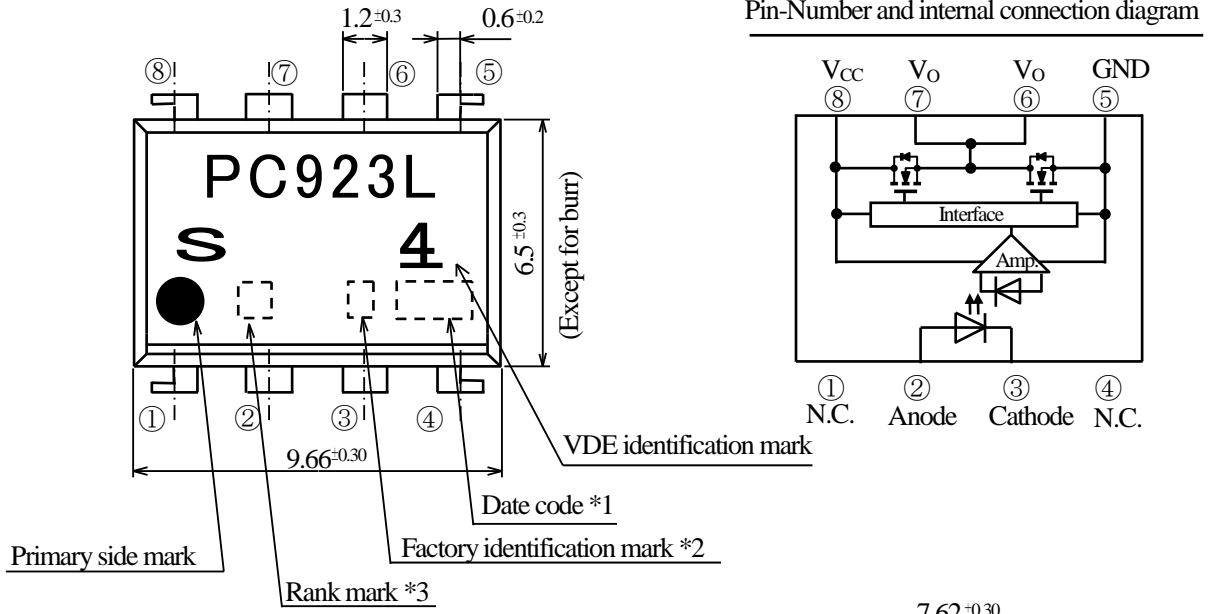 1.2±0.3
0.6±0.2
⑧ ⑦ ⑥ ⑤
PC923L
S 4
6.5±0.3
(Except for burr)
① ② ③ ④
9.66±0.30
VDE identification mark
Date code *1
Factory identification mark *2
Primary side mark
Rank mark *3
Pin-Number and internal connection diagram
VCC VO VO GND
⑧ ⑦ ⑥ ⑤
Interface
Amp.
① ② ③ ④
N.C. Anode Cathode N.C.
7.62±0.30